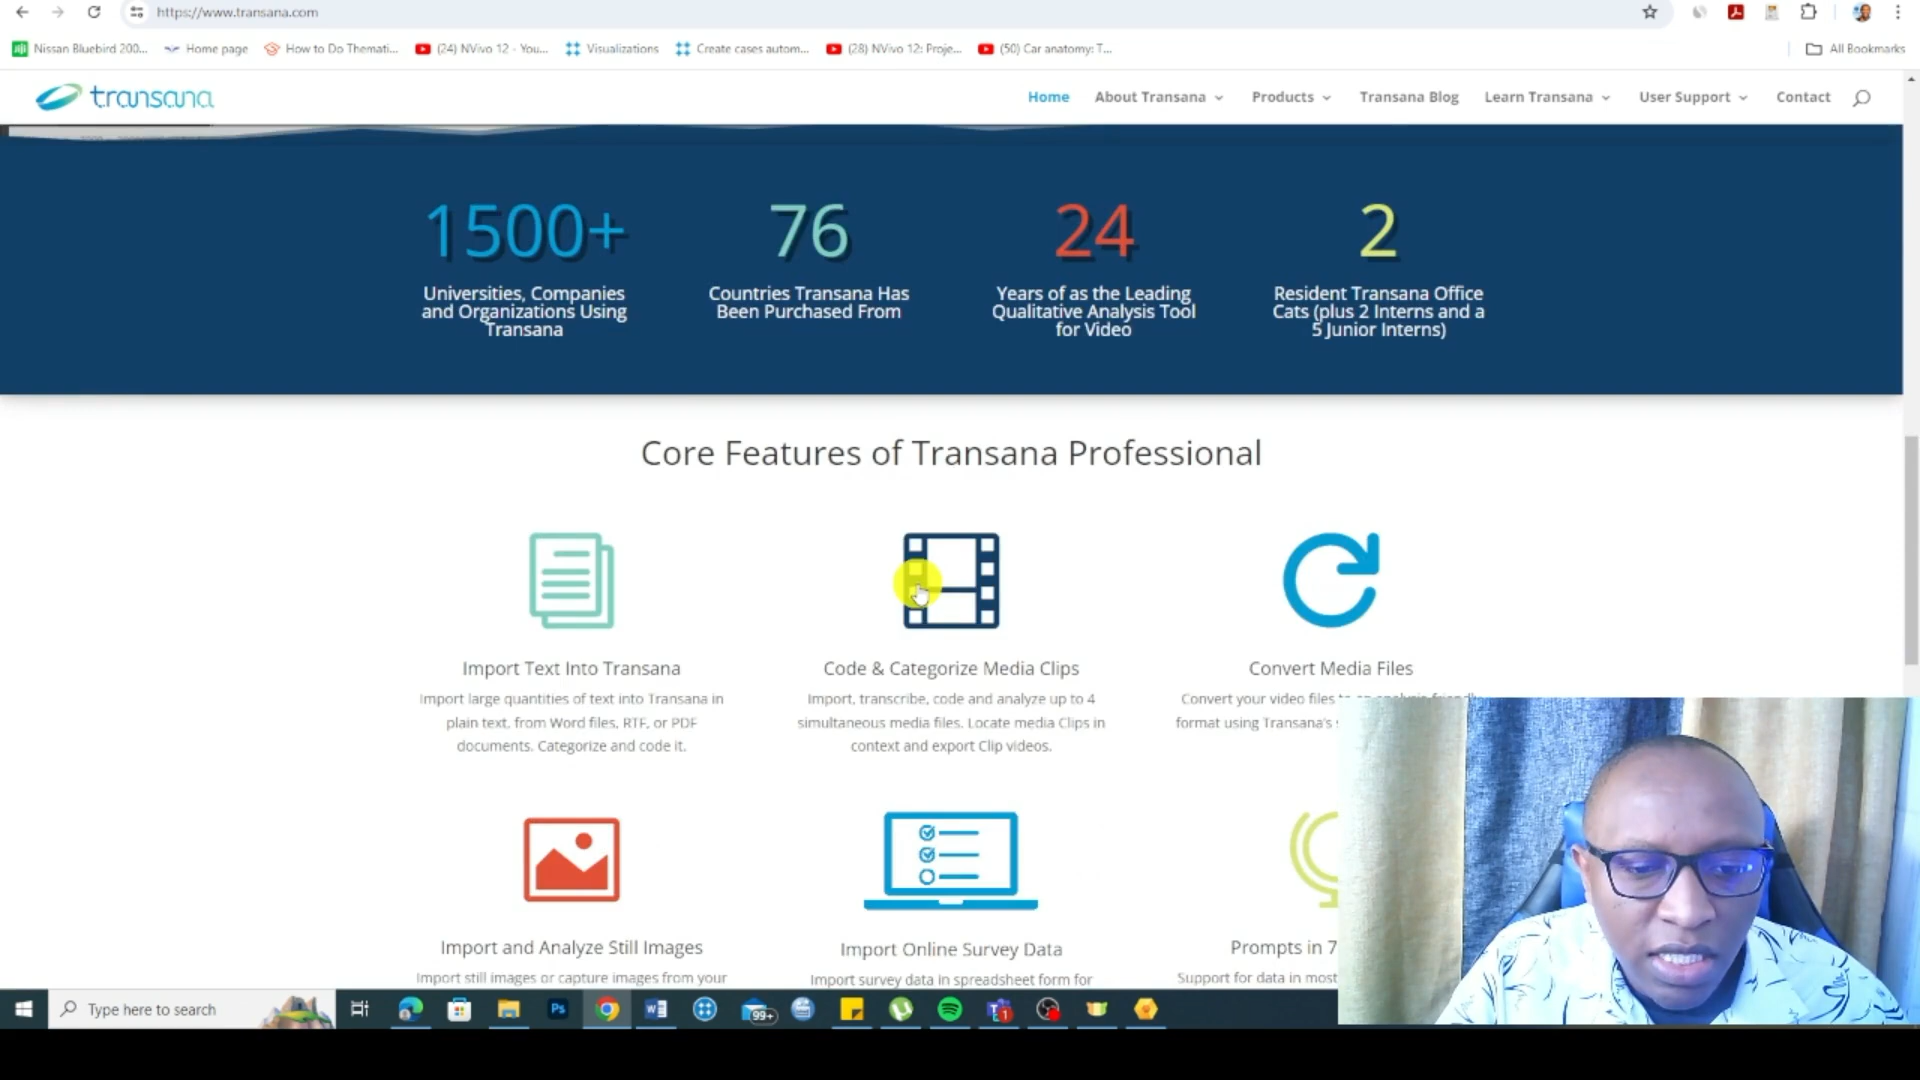 https://www.transana.com
Nissan Bluebird 200... Home page How to Do Themati... (24) NVivo 12 - You... Visualizations Create cases autom... (28) NVivo 12: Proje... (50) Car anatomy: T... All Bookmarks
transana Home About Transana Products Transana Blog Learn Transana User Support Contact
1500+ 76 24 2
Universities, Companies
and Organizations Using
Transana
Countries Transana Has
Been Purchased From
Years of as the Leading
Qualitative Analysis Tool
for Video
Resident Transana Office
Cats (plus 2 Interns and a
5 Junior Interns)
Core Features of Transana Professional
Import Text Into Transana
Import large quantities of text into Transana in
plain text, from Word files, RTF, or PDF
documents. Categorize and code it.
Code & Categorize Media Clips
Import, transcribe, code and analyze up to 4
simultaneous media files. Locate media Clips in
context and export Clip videos.
Convert Media Files
Convert your video files
format using Transana's
Import and Analyze Still Images
Import still images or capture images from your
Import Online Survey Data
Import survey data in spreadsheet form for
Prompts in 7
Support for data in most
Type here to search
Ps
99+
1